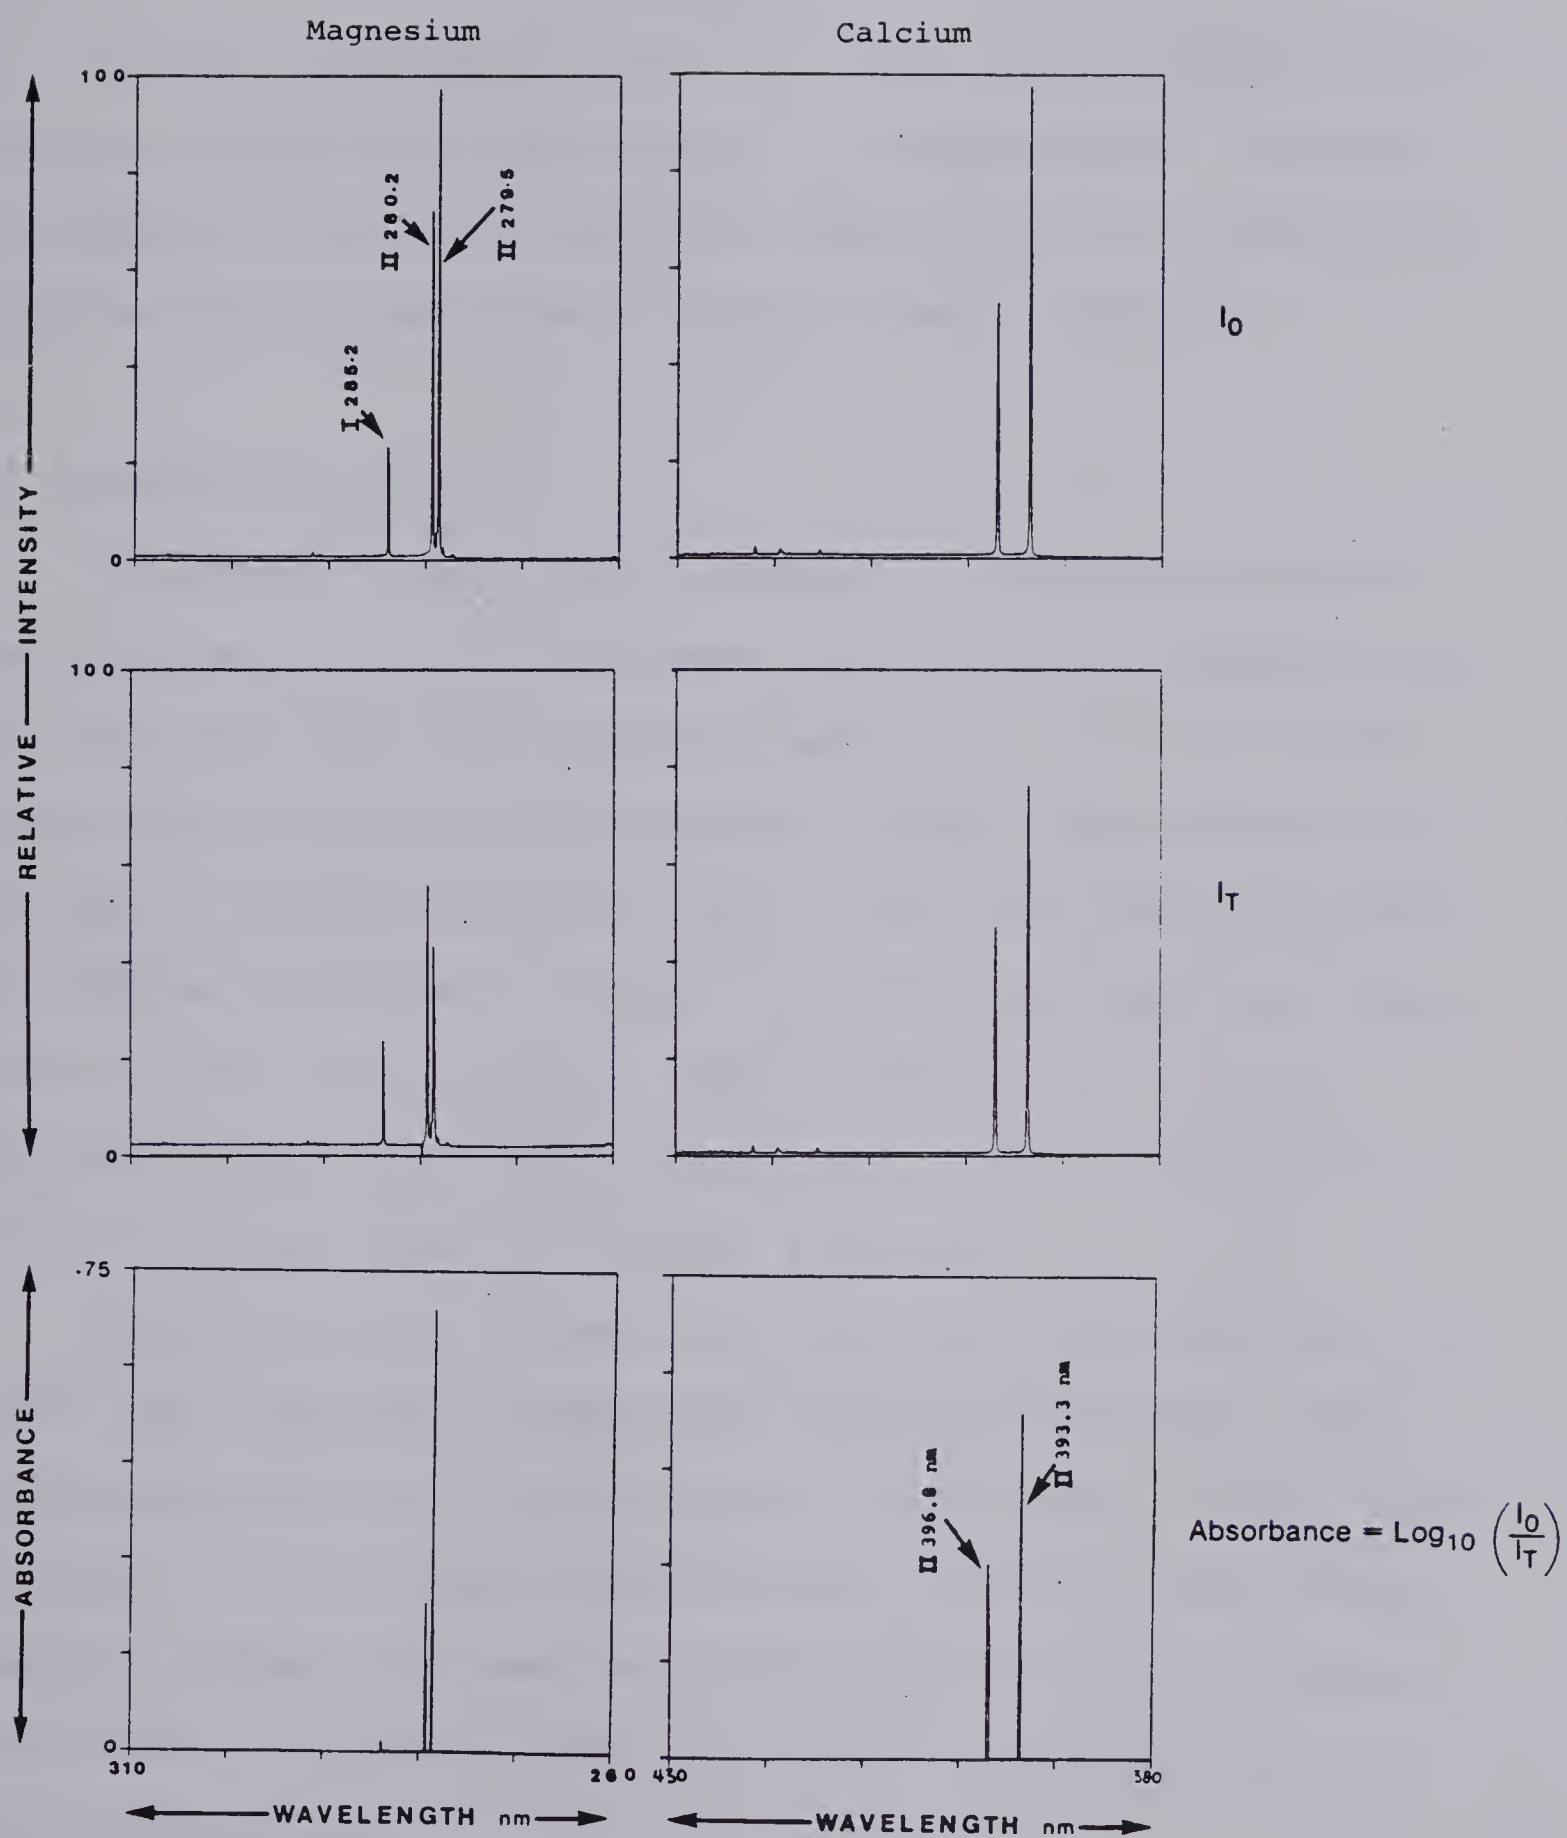 Magnesium
Calcium
100
II 280.2
II 279.5
I 285.2
0
I0
RELATIVE INTENSITY
100
0
IT
.75
ABSORBANCE
0
II 396.8 nm
II 393.3 nm
Absorbance = Log10 (I0/IT)
310
260
430
380
WAVELENGTH nm
WAVELENGTH nm